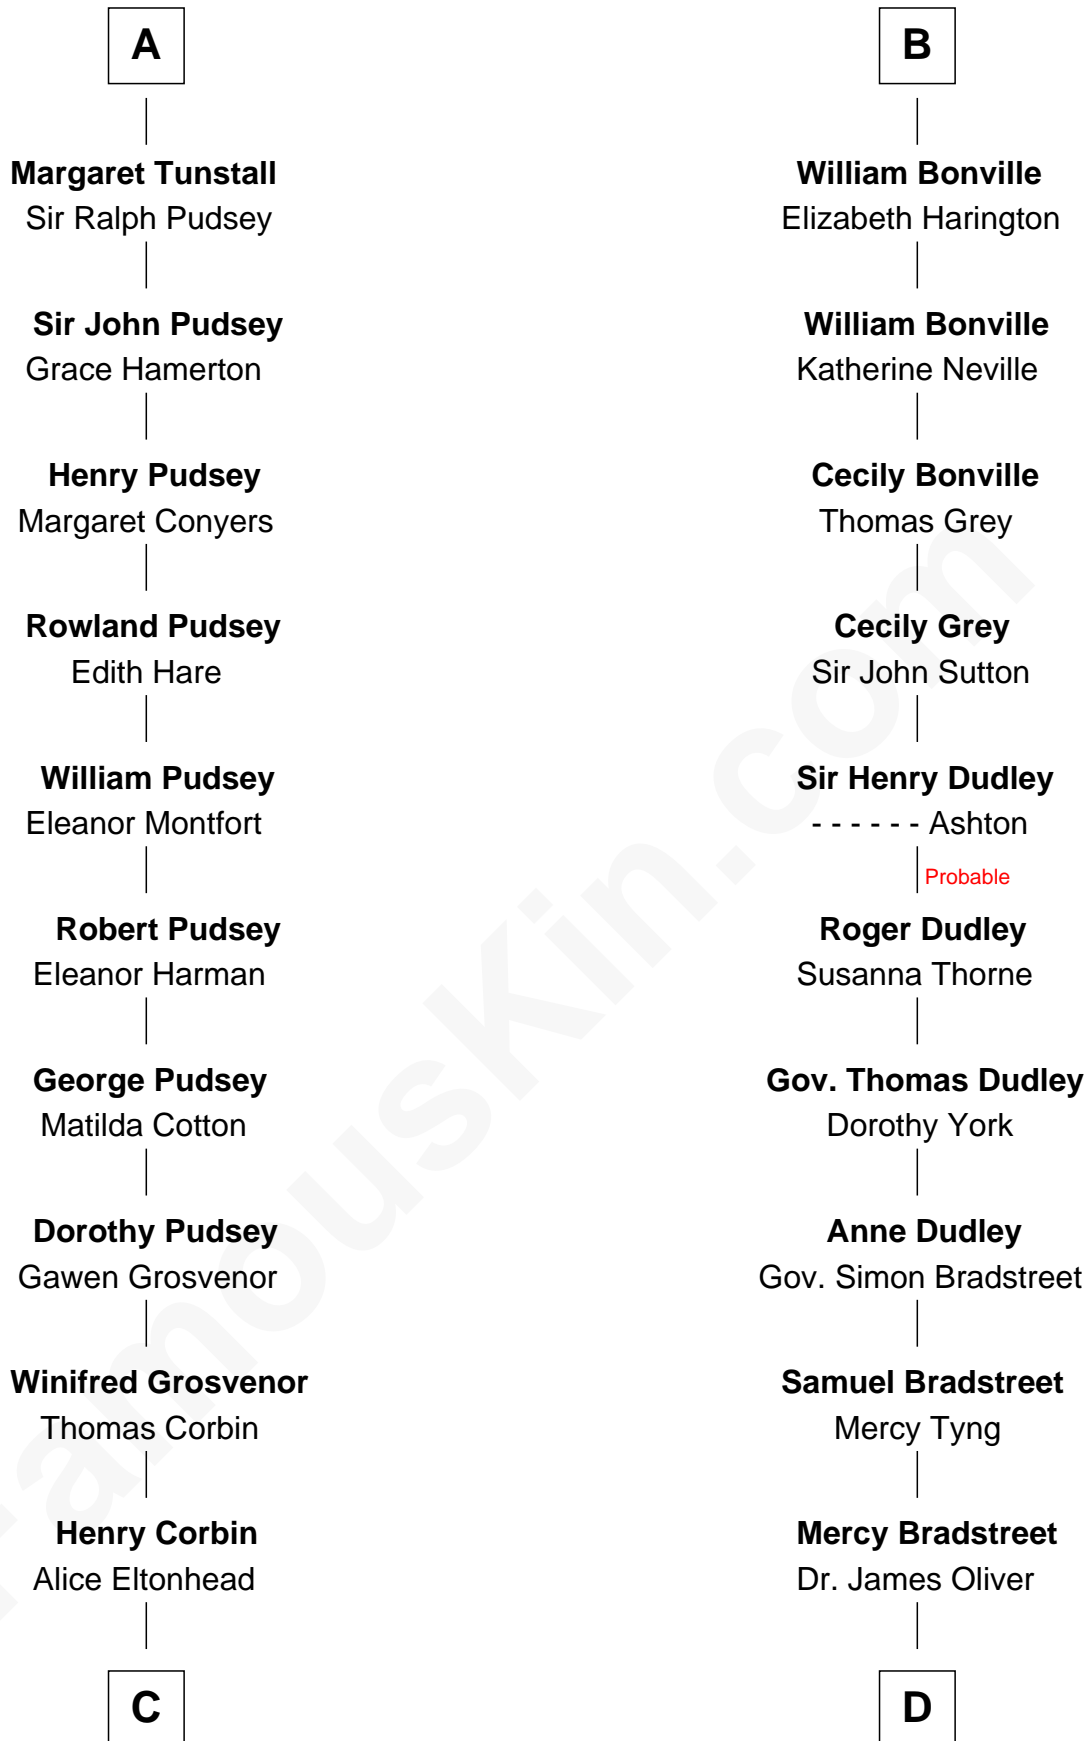 A
Margaret Tunstall
Sir Ralph Pudsey
Sir John Pudsey
Grace Hamerton
Henry Pudsey
Margaret Conyers
Rowland Pudsey
Edith Hare
William Pudsey
Eleanor Montfort
Robert Pudsey
Eleanor Harman
George Pudsey
Matilda Cotton
Dorothy Pudsey
Gawen Grosvenor
Winifred Grosvenor
Thomas Corbin
Henry Corbin
Alice Eltonhead
C
B
William Bonville
Elizabeth Harington
William Bonville
Katherine Neville
Cecily Bonville
Thomas Grey
Cecily Grey
Sir John Sutton
Sir Henry Dudley
- - - - - - Ashton
Probable
Roger Dudley
Susanna Thorne
Gov. Thomas Dudley
Dorothy York
Anne Dudley
Gov. Simon Bradstreet
Samuel Bradstreet
Mercy Tyng
Mercy Bradstreet
Dr. James Oliver
D
FamousKin.com